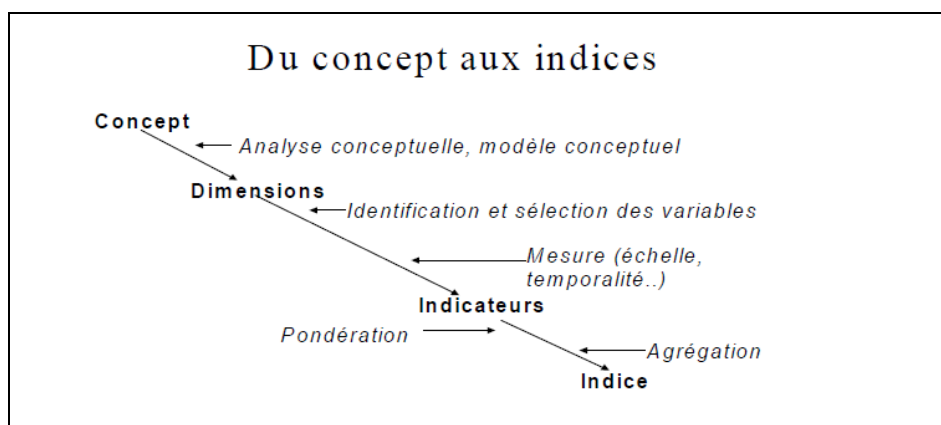 Du concept aux indices
Concept
Analyse conceptuelle, modèle conceptuel
Dimensions
Identification et sélection des variables
Mesure (échelle,
temporalité..)
Indicateurs
Pondération
Agrégation
Indice